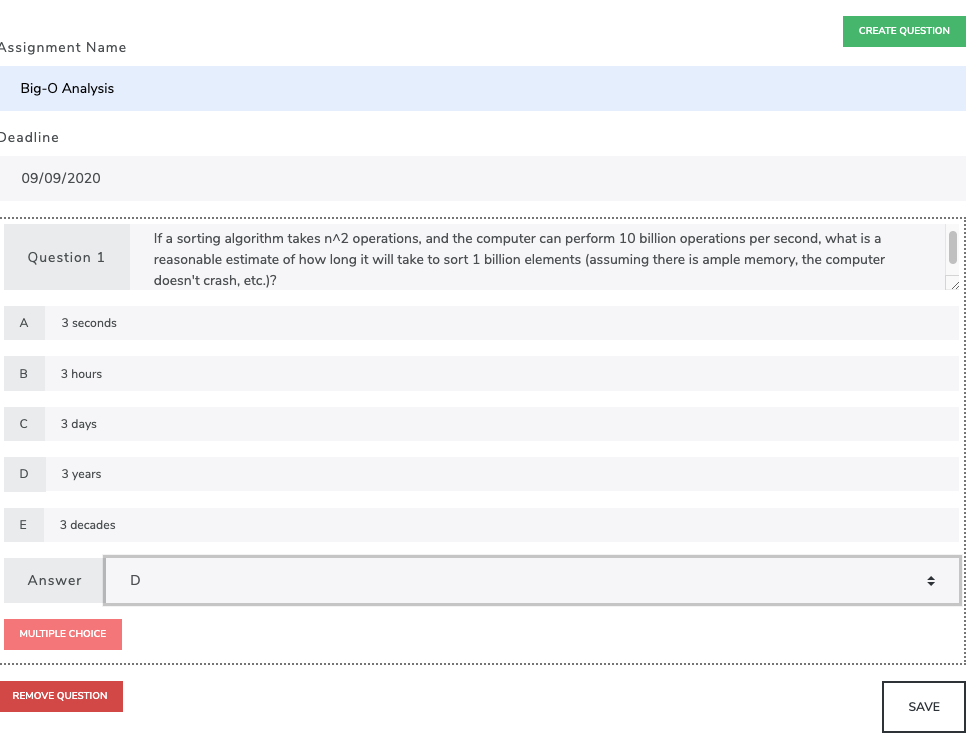 CREATE QUESTION
Assignment Name
Big-O Analysis
Deadline
09/09/2020
Question 1
If a sorting algorithm takes n^2 operations, and the computer can perform 10 billion operations per second, what is a
reasonable estimate of how long it will take to sort 1 billion elements (assuming there is ample memory, the computer
doesn't crash, etc.)?
A 3 seconds
B 3 hours
C 3 days
D 3 years
E 3 decades
Answer D
MULTIPLE CHOICE
REMOVE QUESTION
SAVE